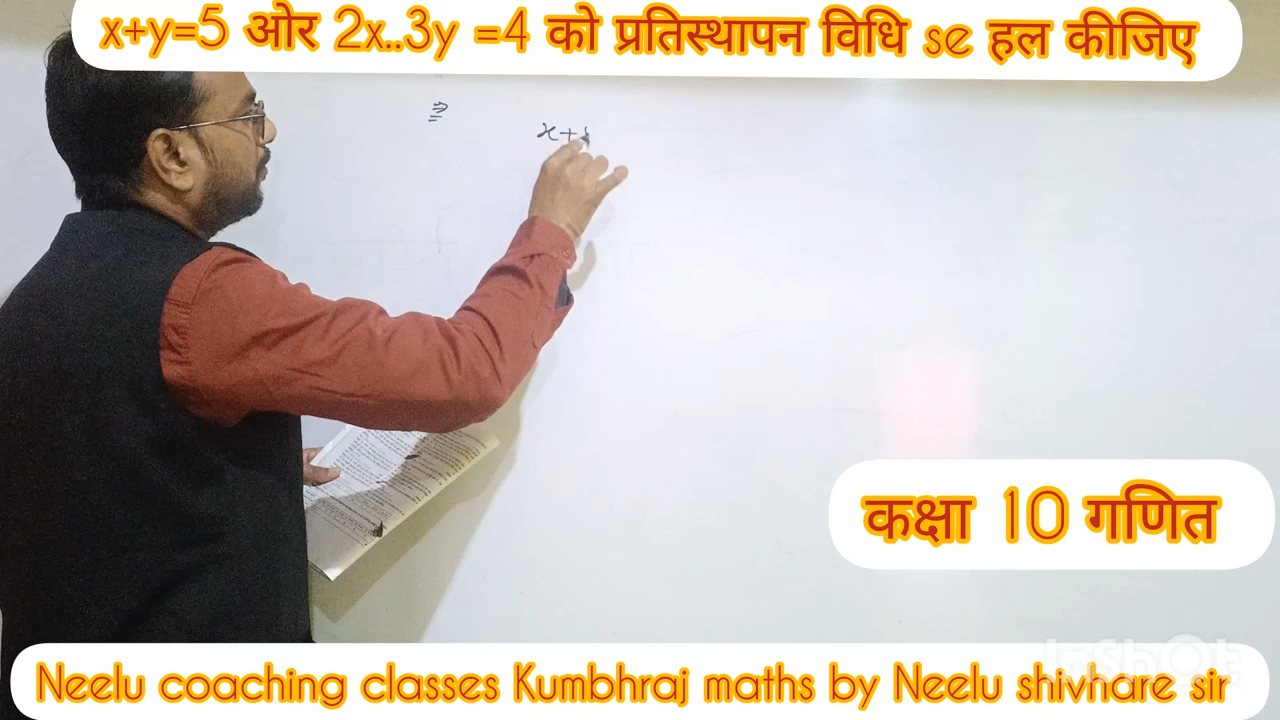 x+y=5 ओर 2x..3y =4 को प्रतिस्थापन विधि se हल कीजिए
⇒
x+
कक्षा 10 गणित
InShOt
Neelu coaching classes Kumbhraj maths by Neelu shivhare sir